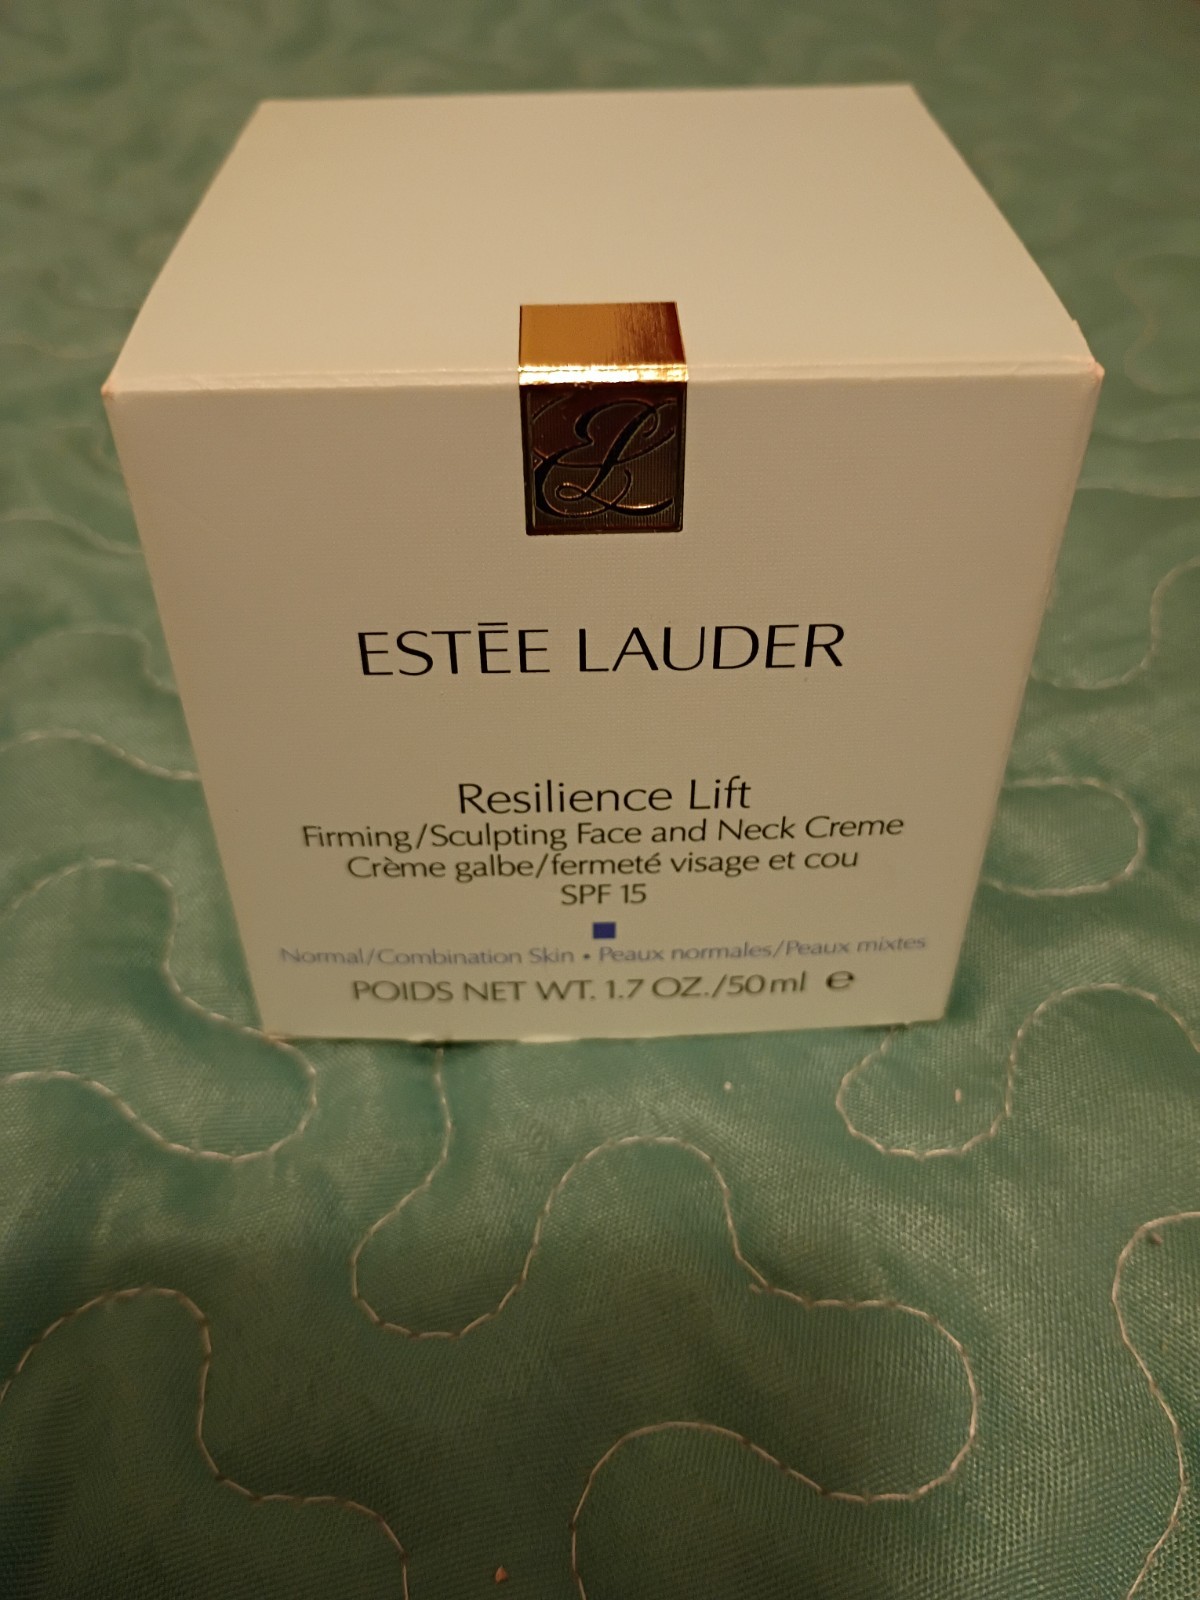 EL
ESTĒE LAUDER
Resilience Lift
Firming/Sculpting Face and Neck Creme
Crème galbe/fermeté visage et cou
SPF 15
Normal/Combination Skin • Peaux normales/Peaux mixtes
POIDS NET WT. 1.7 OZ./50ml ℮